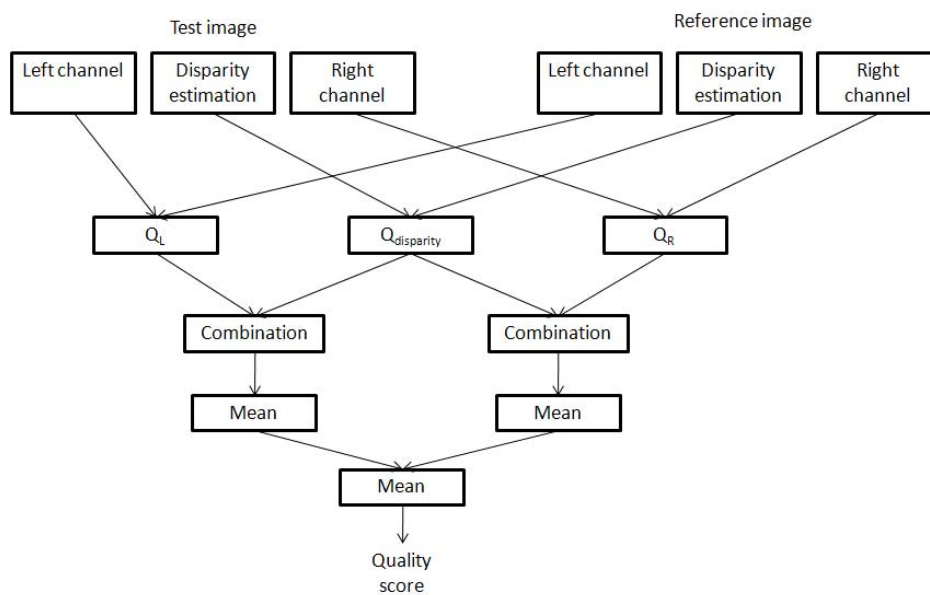 Test image
Reference image
Left channel
Disparity
estimation
Right
channel
Left channel
Disparity
estimation
Right
channel
QL
Qdisparity
QR
Combination
Combination
Mean
Mean
Mean
Quality
score